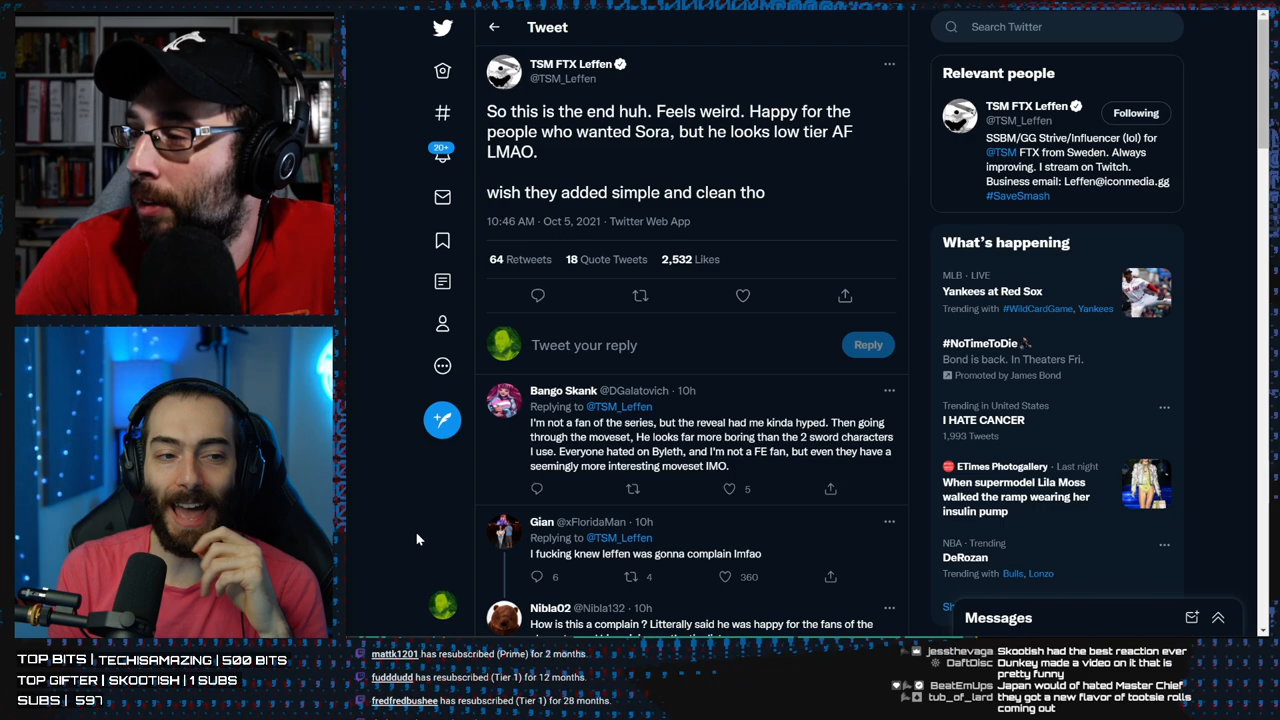 Tweet
TSM FTX Leffen
@TSM_Leffen
So this is the end huh. Feels weird. Happy for the
people who wanted Sora, but he looks low tier AF
LMAO.
wish they added simple and clean tho
10:46 AM · Oct 5, 2021 · Twitter Web App
64 Retweets 18 Quote Tweets 2,532 Likes
Tweet your reply
Reply
20+
Bango Skank @DGalatovich · 10h
Replying to @TSM_Leffen
I'm not a fan of the series, but the reveal had me kinda hyped. Then going
through the moveset, He looks far more boring than the 2 sword characters
I use. Everyone hated on Byleth, and I'm not a FE fan, but even they have a
seemingly more interesting moveset IMO.
5
Gian @xFloridaMan · 10h
Replying to @TSM_Leffen
I fucking knew leffen was gonna complain lmfao
6 4 360
Nibla02 @Nibla132 · 10h
How is this a complain ? Litterally said he was happy for the fans of the
Search Twitter
Relevant people
TSM FTX Leffen
@TSM_Leffen
Following
SSBM/GG Strive/Influencer (lol) for
@TSM FTX from Sweden. Always
improving. I stream on Twitch.
Business email: Leffen@iconmedia.gg
#SaveSmash
What's happening
MLB · LIVE
Yankees at Red Sox
Trending with #WildCardGame, Yankees
#NoTimeToDie
Bond is back. In Theaters Fri.
Promoted by James Bond
Trending in United States
I HATE CANCER
1,993 Tweets
ETimes Photogallery · Last night
When supermodel Lila Moss
walked the ramp wearing her
insulin pump
NBA · Trending
DeRozan
Trending with Bulls, Lonzo
Sh
Messages
TOP BITS | TECHISAMAZING | 500 BITS
TOP GIFTER | SKOOTISH | 1 SUBS
SUBS | 597
mattk1201 has resubscribed (Prime) for 2 months.
fudddudd has resubscribed (Tier 1) for 12 months.
fredfredbushee has resubscribed (Tier 1) for 28 months.
jessthevaga Skootish had the best reaction ever
DaftDisc Dunkey made a video on it that is
pretty funny
BeatEmUps Japan would of hated Master Chief
tub_of_lard they got a new flavor of tootsie rolls
coming out